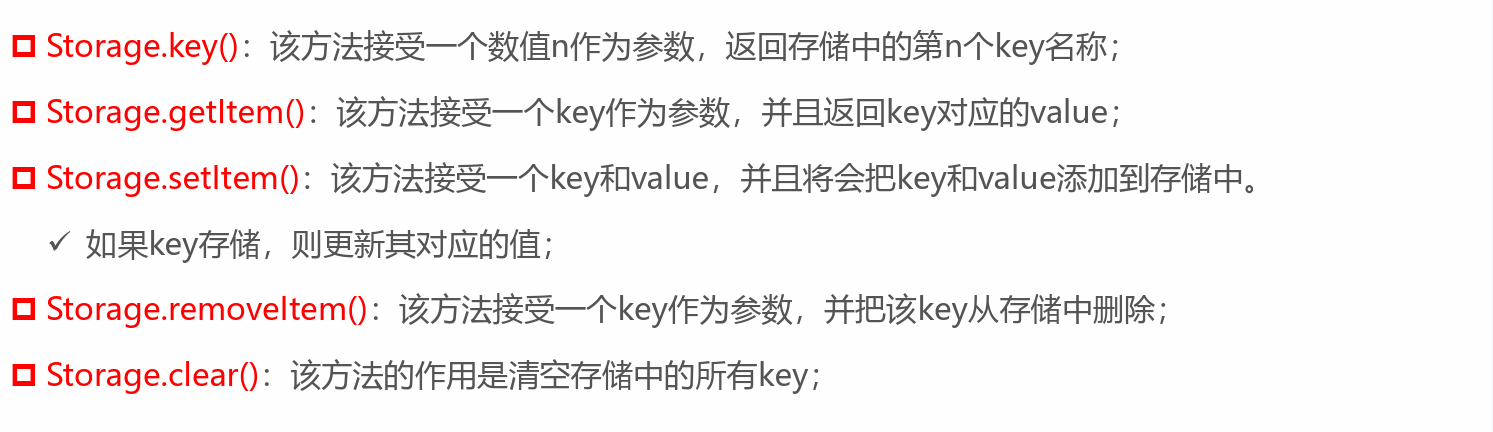 Storage.key()：该方法接受一个数值n作为参数，返回存储中的第n个key名称；
Storage.getItem()：该方法接受一个key作为参数，并且返回key对应的value；
Storage.setItem()：该方法接受一个key和value，并且将会把key和value添加到存储中。
✓ 如果key存储，则更新其对应的值；
Storage.removeItem()：该方法接受一个key作为参数，并把该key从存储中删除；
Storage.clear()：该方法的作用是清空存储中的所有key；